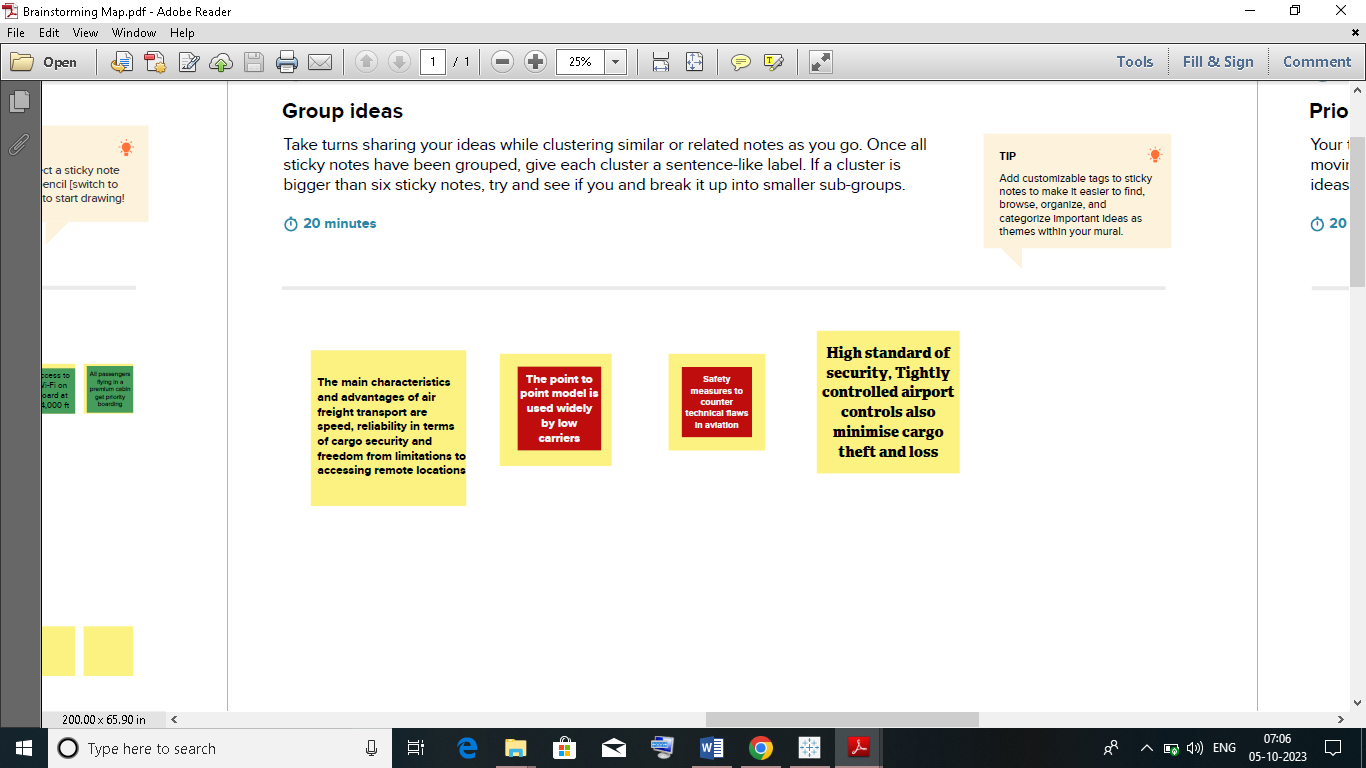 Brainstorming Map.pdf - Adobe Reader
File Edit View Window Help
Open
1 / 1
25%
Tools
Fill & Sign
Comment
ct a sticky note
encil [switch to
to start drawing!
Group ideas
Take turns sharing your ideas while clustering similar or related notes as you go. Once all
sticky notes have been grouped, give each cluster a sentence-like label. If a cluster is
bigger than six sticky notes, try and see if you and break it up into smaller sub-groups.
20 minutes
TIP
Add customizable tags to sticky
notes to make it easier to find,
browse, organize, and
categorize important ideas as
themes within your mural.
Prio
Your t
movin
ideas
20
ccess to
Wi-Fi on
oard at
4,000 ft
All passengers
flying in a
premium cabin
get priority
boarding
The main characteristics
and advantages of air
freight transport are
speed, reliability in terms
of cargo security and
freedom from limitations to
accessing remote locations
The point to
point model is
used widely
by low
carriers
Safety
measures to
counter
technical flaws
in aviation
High standard of
security, Tightly
controlled airport
controls also
minimise cargo
theft and loss
200.00 x 65.90 in
Type here to search
ENG
07:06
05-10-2023